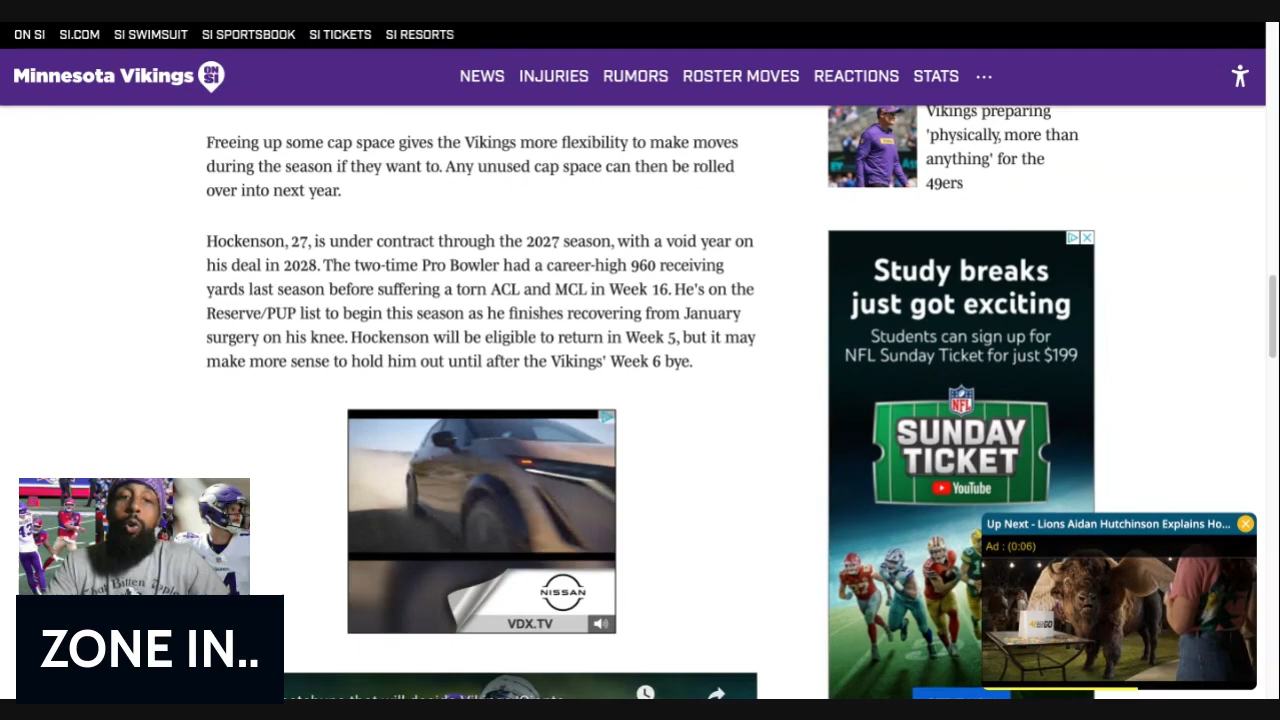 ON SI SI.COM SI SWIMSUIT SI SPORTSBOOK SI TICKETS SI RESORTS
Minnesota Vikings ON SI NEWS INJURIES RUMORS ROSTER MOVES REACTIONS STATS ...
Freeing up some cap space gives the Vikings more flexibility to make moves
during the season if they want to. Any unused cap space can then be rolled
over into next year.
Hockenson, 27, is under contract through the 2027 season, with a void year on
his deal in 2028. The two-time Pro Bowler had a career-high 960 receiving
yards last season before suffering a torn ACL and MCL in Week 16. He's on the
Reserve/PUP list to begin this season as he finishes recovering from January
surgery on his knee. Hockenson will be eligible to return in Week 5, but it may
make more sense to hold him out until after the Vikings' Week 6 bye.
Vikings preparing
'physically, more than
anything' for the
49ers
Study breaks
just got exciting
Students can sign up for
NFL Sunday Ticket for just $199
NFL
SUNDAY
TICKET
YouTube
NISSAN
VDX.TV
Up Next - Lions Aidan Hutchinson Explains Ho...
Ad : (0:06)
ZONE IN..
that will decide Vikings